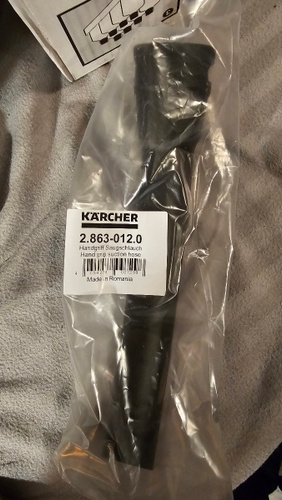 KÄRCHER
2.863-012.0
Handgriff Saugschlauch
Hand grip suction hose
Made in Romania